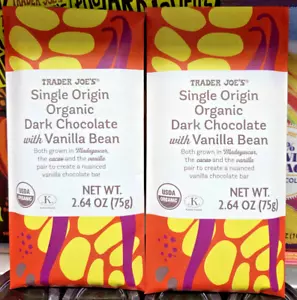 TRADER JOE'S®
Single Origin
Organic
Dark Chocolate
with Vanilla Bean
Both grown in Madagascar,
the cacao and the vanilla
pair to create a nuanced
vanilla chocolate bar
USDA
ORGANIC
K
NET WT.
2.64 OZ (75g)
TRADER JOE'S®
Single Origin
Organic
Dark Chocolate
with Vanilla Bean
Both grown in Madagascar,
the cacao and the vanilla
pair to create a nuanced
vanilla chocolate bar
USDA
ORGANIC
K
NET WT.
2.64 OZ (75g)